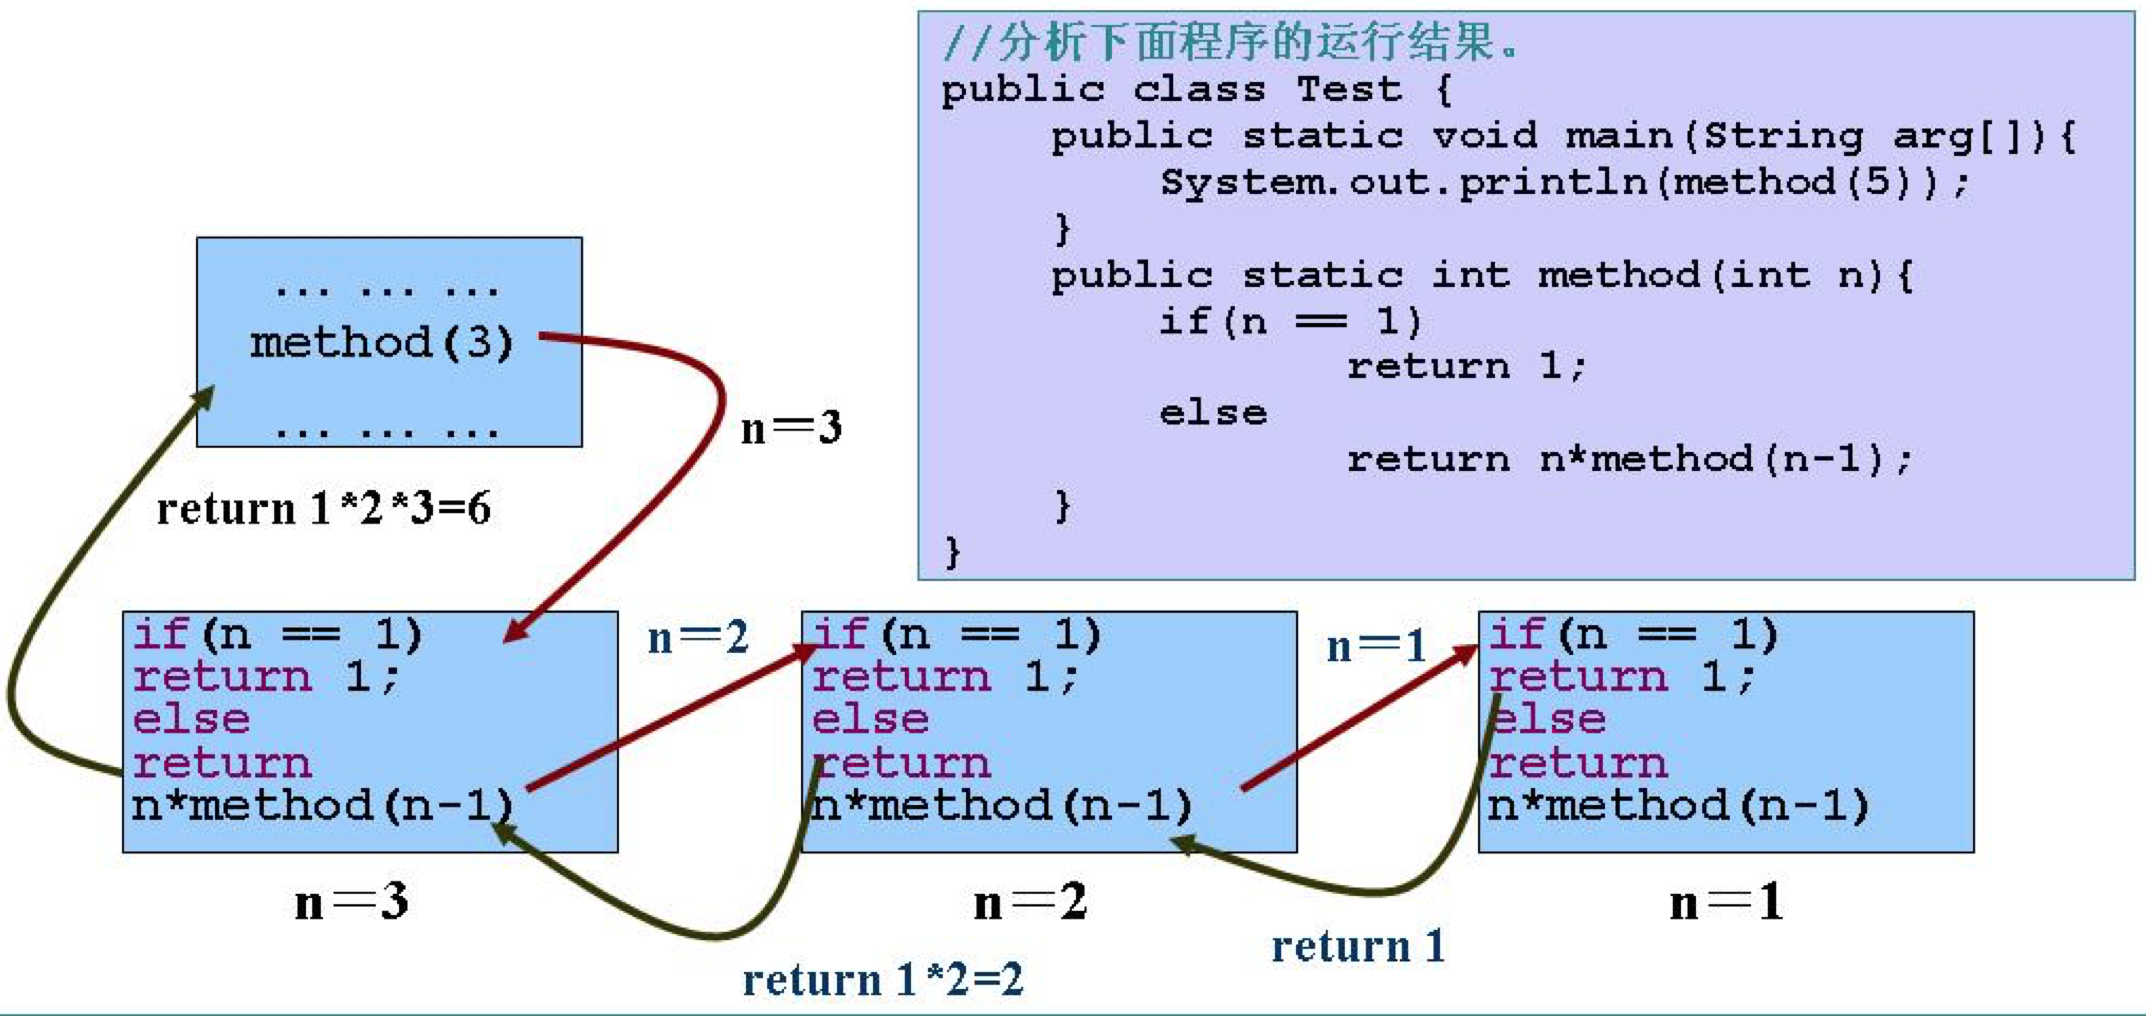 //分析下面程序的运行结果。
public class Test {
public static void main(String arg[]){
System.out.println(method(5));
}
public static int method(int n){
if(n == 1)
return 1;
else
return n*method(n-1);
}
}
... ... ...
method(3)
... ... ...
n=3
return 1*2*3=6
if(n == 1)
return 1;
else
return
n*method(n-1)
n=3
n=2
if(n == 1)
return 1;
else
return
n*method(n-1)
n=2
return 1*2=2
n=1
if(n == 1)
return 1;
else
return
n*method(n-1)
n=1
return 1